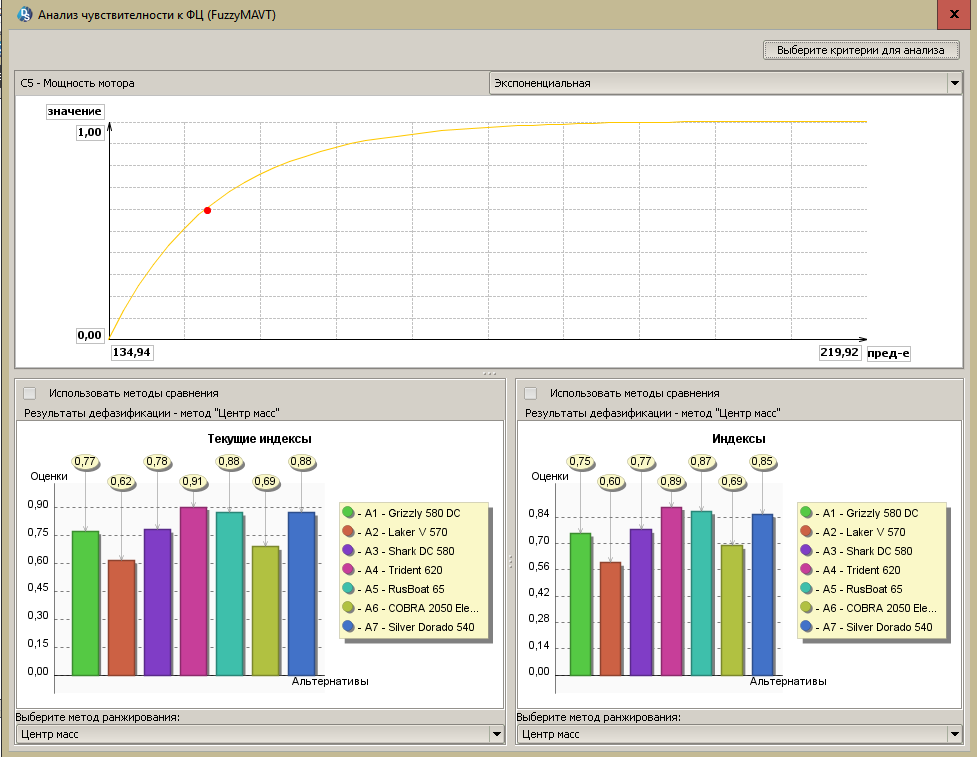 Анализ чувствителности к ФЦ (FuzzyMAVT)
x
Выберите критерии для анализа
C5 - Мощность мотора
Экспоненциальная
значение
1,00
0,00
134,94
219,92
пред-е
Использовать методы сравнения
Результаты дефазификации - метод "Центр масс"
Текущие индексы
0,77
0,78
0,88
0,88
0,62
0,91
0,69
Оценки
0,90
0,75
0,60
0,45
0,30
0,15
0,00
Альтернативы
- A1 - Grizzly 580 DC
- A2 - Laker V 570
- A3 - Shark DC 580
- A4 - Trident 620
- A5 - RusBoat 65
- A6 - COBRA 2050 Ele...
- A7 - Silver Dorado 540
Выберите метод ранжирования:
Центр масс
Использовать методы сравнения
Результаты дефазификации - метод "Центр масс"
Индексы
0,75
0,77
0,87
0,85
0,60
0,89
0,69
Оценки
0,84
0,70
0,56
0,42
0,28
0,14
0,00
Альтернативы
- A1 - Grizzly 580 DC
- A2 - Laker V 570
- A3 - Shark DC 580
- A4 - Trident 620
- A5 - RusBoat 65
- A6 - COBRA 2050 Ele...
- A7 - Silver Dorado 540
Выберите метод ранжирования:
Центр масс